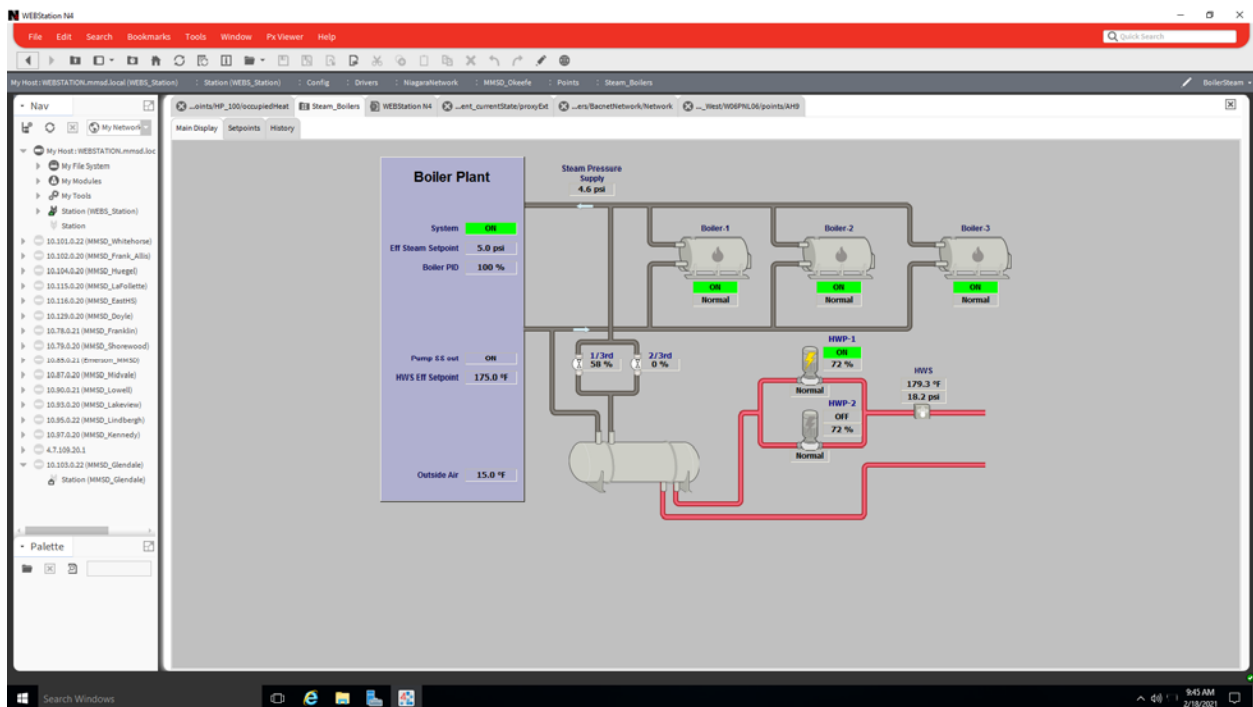 WEBStation N4
File Edit Search Bookmarks Tools Window Px Viewer Help
Quick Search
My Host : WEBSTATION.mmsd.local (WEBS_Station) : Station (WEBS_Station) : Config : Drivers : NiagaraNetwork : MMSD_Okeefe : Points : Steam_Boilers
BoilerSteam
Nav
My Network
My Host : WEBSTATION.mmsd.loc
My File System
My Modules
My Tools
Station (WEBS_Station)
Station
10.101.0.22 (MMSD_Whitehorse)
10.102.0.20 (MMSD_Frank_Allis)
10.104.0.20 (MMSD_Huegel)
10.115.0.20 (MMSD_LaFollette)
10.116.0.20 (MMSD_EastHS)
10.129.0.20 (MMSD_Doyle)
10.78.0.21 (MMSD_Franklin)
10.79.0.20 (MMSD_Shorewood)
10.85.0.21 (Emerson_MMSD)
10.87.0.20 (MMSD_Midvale)
10.90.0.21 (MMSD_Lowell)
10.93.0.20 (MMSD_Lakeview)
10.95.0.22 (MMSD_Lindbergh)
10.97.0.20 (MMSD_Kennedy)
4.7.109.20.1
10.103.0.22 (MMSD_Glendale)
Station (MMSD_Glendale)
Palette
...oints/HP_100/occupiedHeat Steam_Boilers WEBStation N4 ...ent_currentState/proxyExt ...ers/BacnetNetwork/Network ..._West/W06PNL06/points/AH9
Main Display Setpoints History
Boiler Plant
System ON
Eff Steam Setpoint 5.0 psi
Boiler PID 100 %
Pump SS out ON
HWS Eff Setpoint 175.0 °F
Outside Air 15.0 °F
Steam Pressure
Supply
4.6 psi
Boiler-1
ON
Normal
Boiler-2
ON
Normal
Boiler-3
ON
Normal
1/3rd
58 %
2/3rd
0 %
HWP-1
ON
72 %
Normal
HWP-2
OFF
72 %
Normal
HWS
179.3 °F
18.2 psi
Search Windows
9:45 AM
2/18/2021